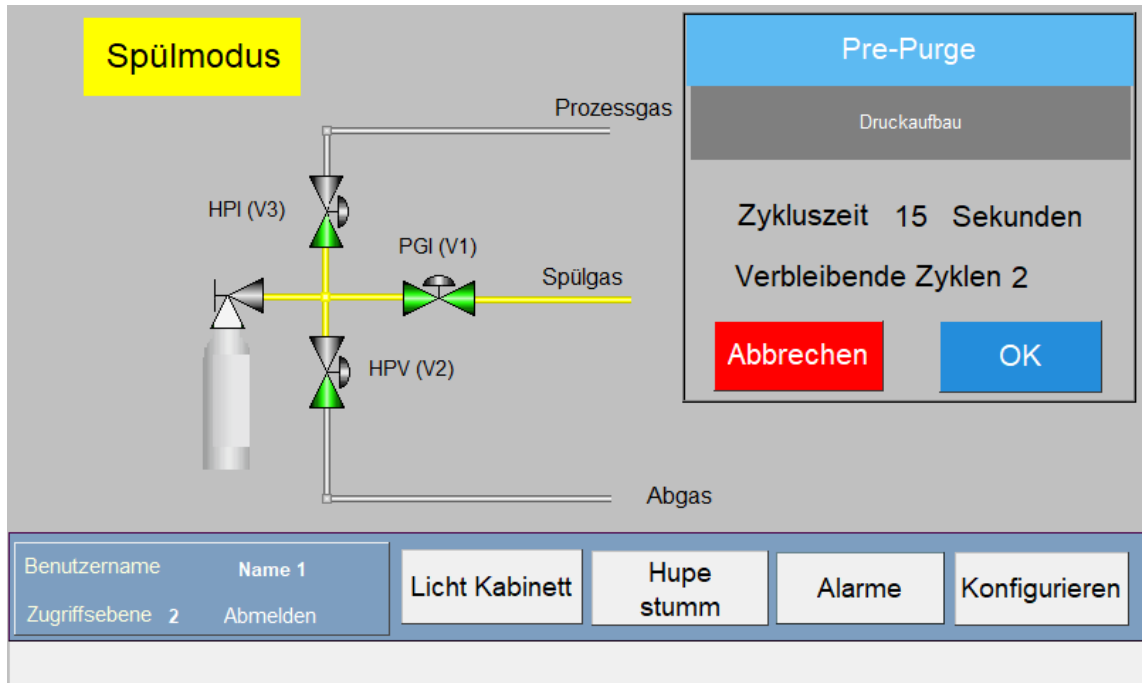 Spülmodus
Pre-Purge
Druckaufbau
Prozessgas
HPI (V3)
PGI (V1)
Zykluszeit 15 Sekunden
Spülgas
Verbleibende Zyklen 2
HPV (V2)
Abbrechen
OK
Abgas
Benutzername Name 1
Zugriffsebene 2 Abmelden
Licht Kabinett
Hupe
stumm
Alarme
Konfigurieren